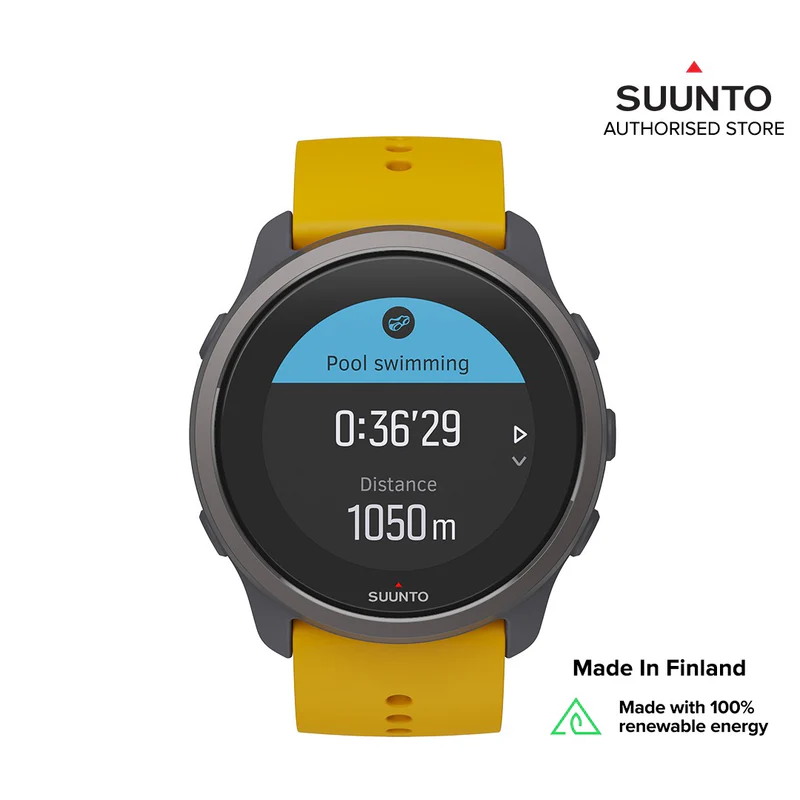 SUUNTO
AUTHORISED STORE
Pool swimming
0:36'29
Distance
1050m
SUUNTO
Made In Finland
Made with 100%
renewable energy